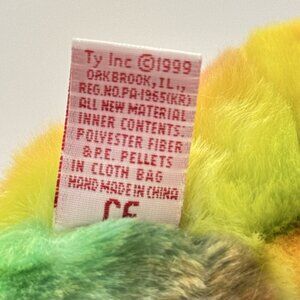 Ty Inc ©1999
OAKBROOK,IL.,
REG.NO.PA-1965(KR)
ALL NEW MATERIAL
INNER CONTENTS:
POLYESTER FIBER
&P.E. PELLETS
IN CLOTH BAG
HAND MADE IN CHINA
CE